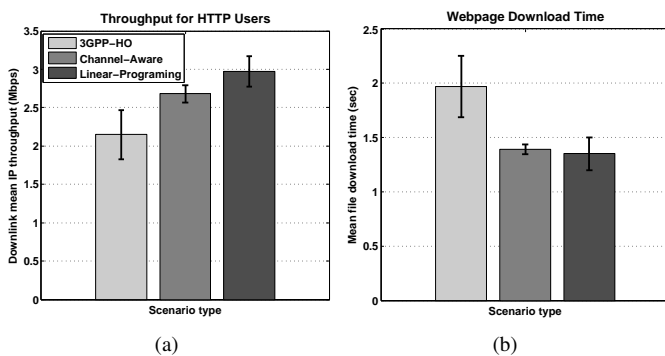 Throughput for HTTP Users
3GPP−HO
Channel−Aware
Linear−Programing
3.5
3
2.5
2
1.5
1
0.5
0
Downlink mean IP throughput (Mbps)
Scenario type
(a)
Webpage Download Time
2.5
2
1.5
1
0.5
0
Mean file download time (sec)
Scenario type
(b)